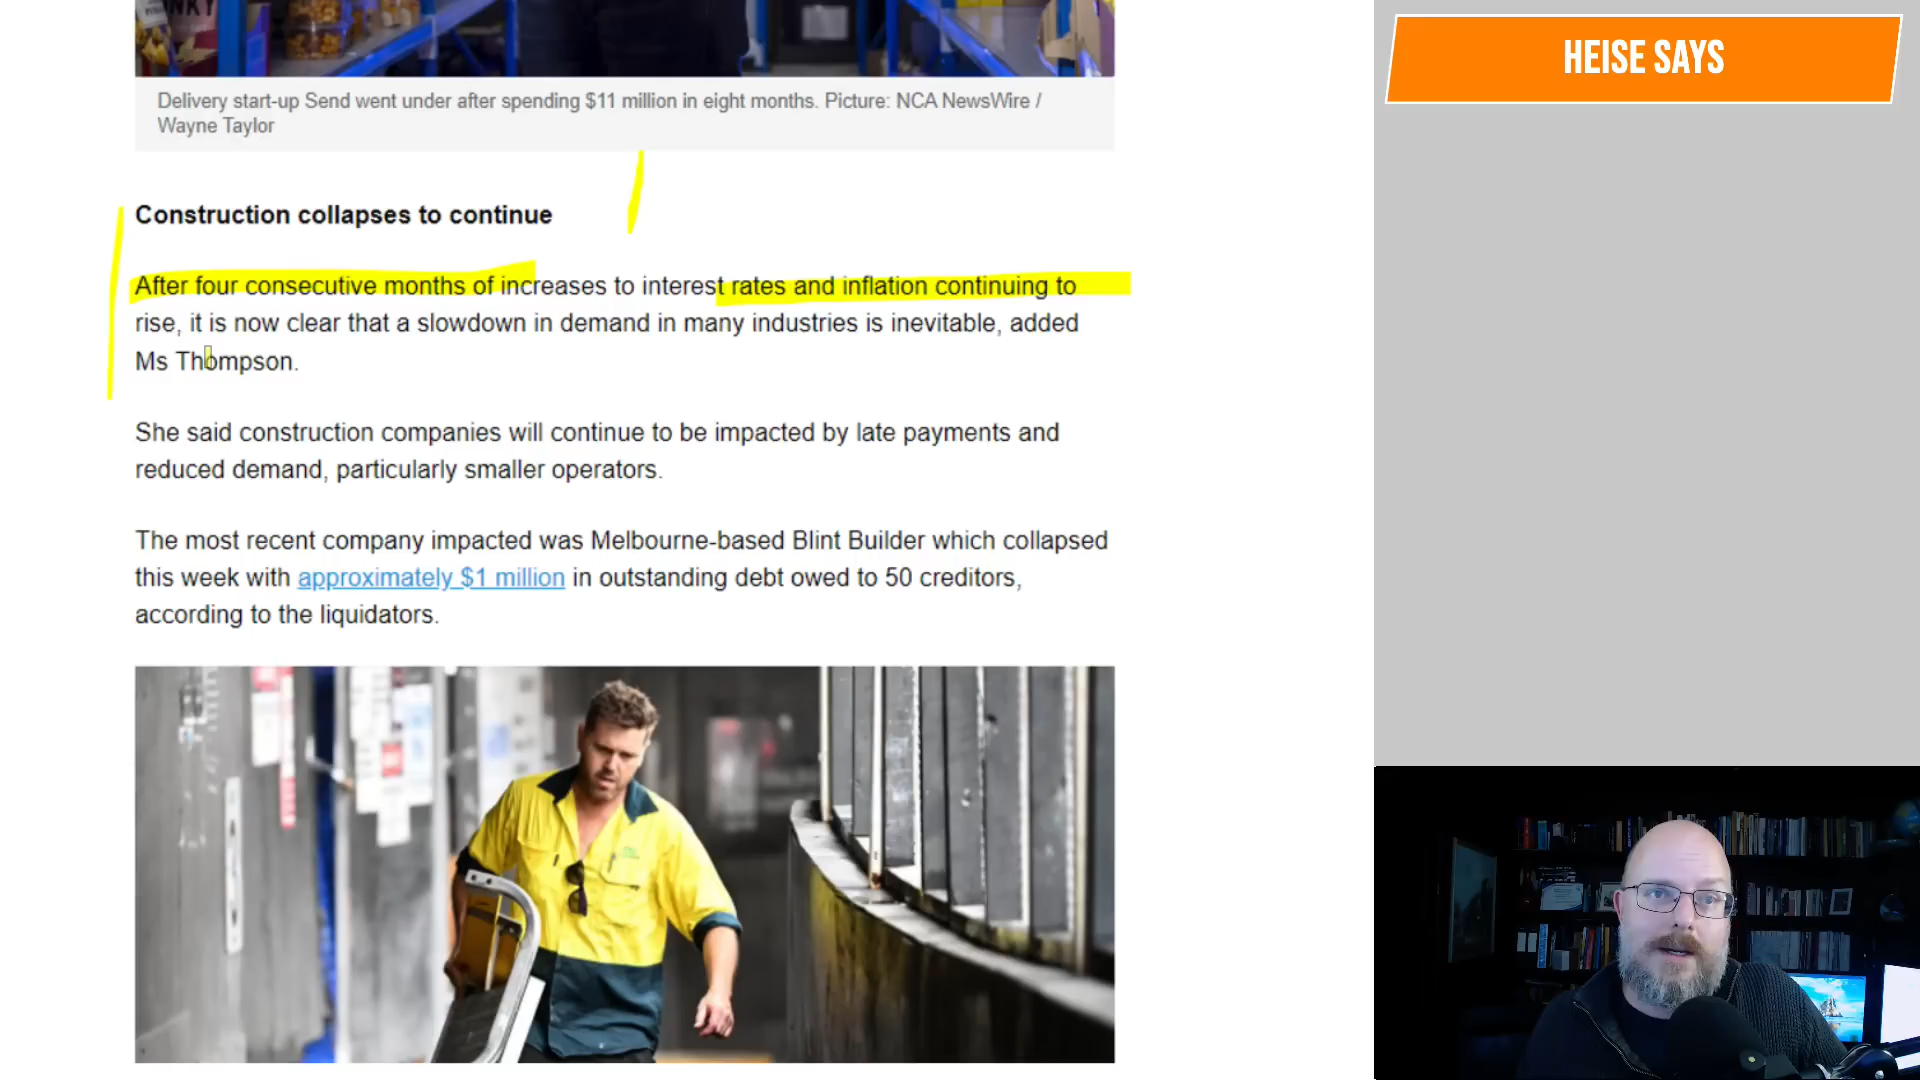 NKY
Delivery start-up Send went under after spending $11 million in eight months. Picture: NCA NewsWire /
Wayne Taylor
HEISE SAYS
Construction collapses to continue
After four consecutive months of increases to interest rates and inflation continuing to
rise, it is now clear that a slowdown in demand in many industries is inevitable, added
Ms Thompson.
She said construction companies will continue to be impacted by late payments and
reduced demand, particularly smaller operators.
The most recent company impacted was Melbourne-based Blint Builder which collapsed
this week with approximately $1 million in outstanding debt owed to 50 creditors,
according to the liquidators.